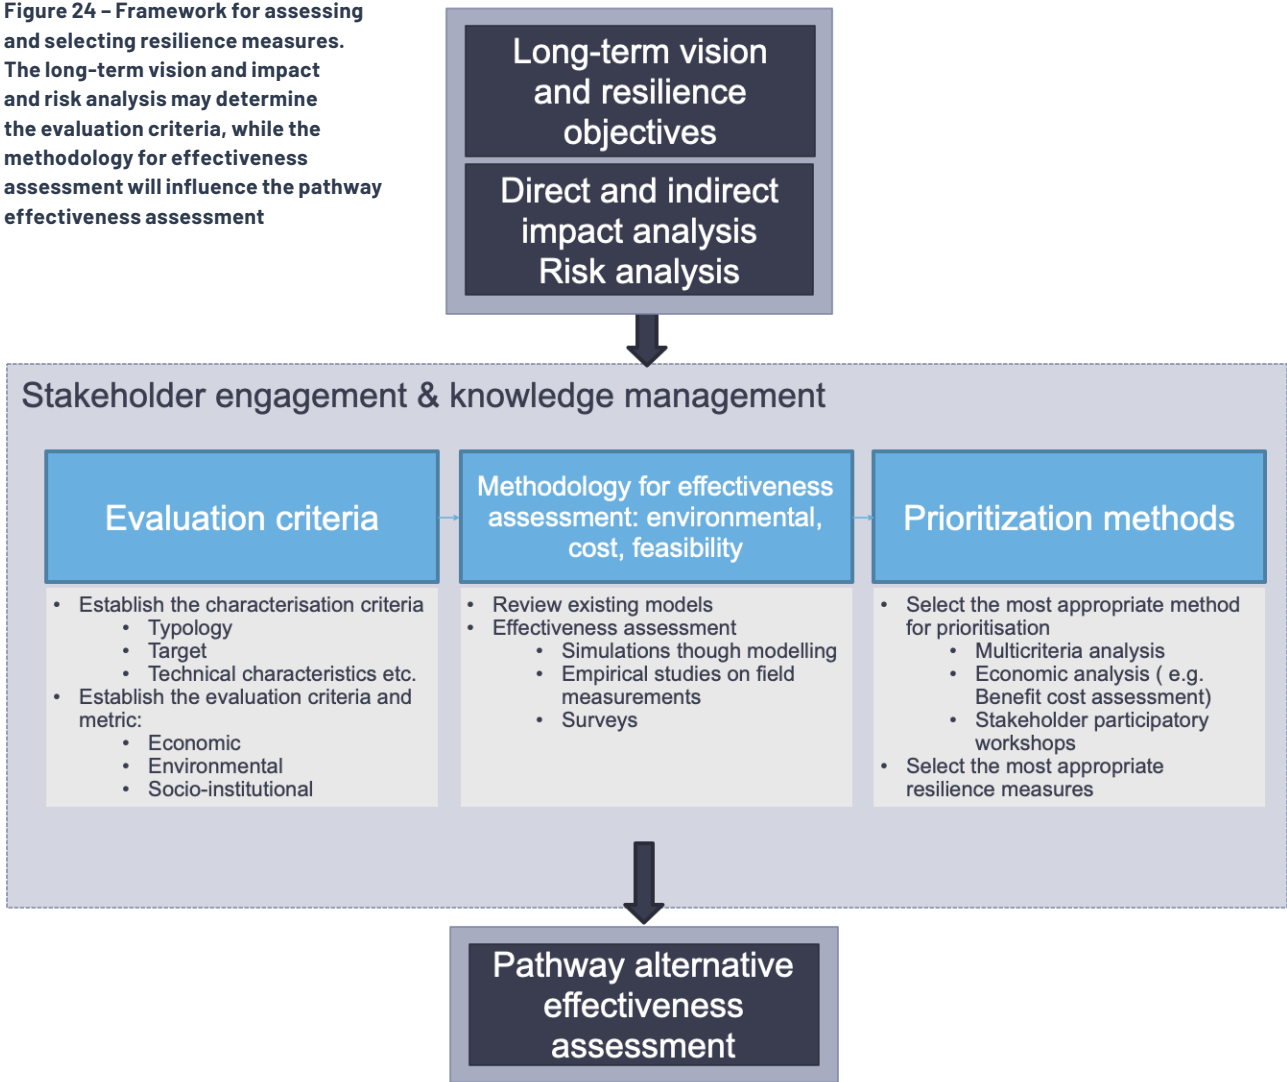 Figure 24 – Framework for assessing
and selecting resilience measures.
The long-term vision and impact
and risk analysis may determine
the evaluation criteria, while the
methodology for effectiveness
assessment will influence the pathway
effectiveness assessment
Long-term vision
and resilience
objectives
Direct and indirect
impact analysis
Risk analysis
Stakeholder engagement & knowledge management
Evaluation criteria
• Establish the characterisation criteria
• Typology
• Target
• Technical characteristics etc.
• Establish the evaluation criteria and
metric:
• Economic
• Environmental
• Socio-institutional
Methodology for effectiveness
assessment: environmental,
cost, feasibility
• Review existing models
• Effectiveness assessment
• Simulations though modelling
• Empirical studies on field
measurements
• Surveys
Prioritization methods
• Select the most appropriate method
for prioritisation
• Multicriteria analysis
• Economic analysis ( e.g.
Benefit cost assessment)
• Stakeholder participatory
workshops
• Select the most appropriate
resilience measures
Pathway alternative
effectiveness
assessment